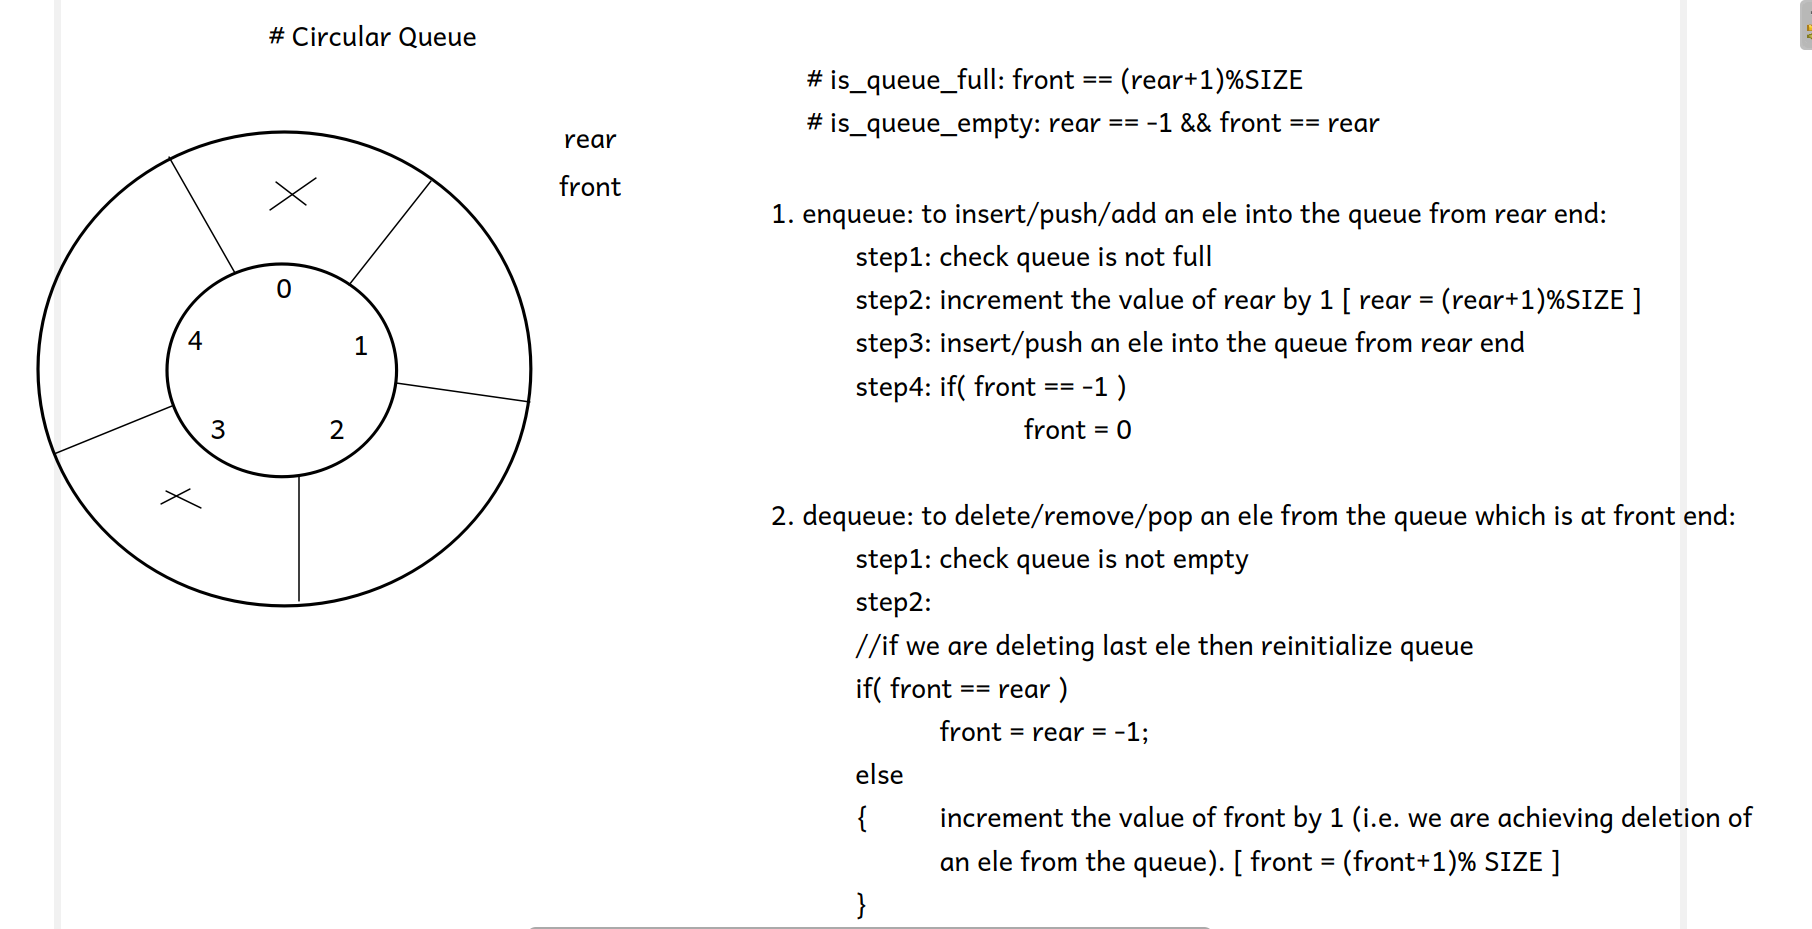 # Circular Queue
rear
front
0
1
2
3
4
# is_queue_full: front == (rear+1)%SIZE
# is_queue_empty: rear == -1 && front == rear
1. enqueue: to insert/push/add an ele into the queue from rear end:
step1: check queue is not full
step2: increment the value of rear by 1 [ rear = (rear+1)%SIZE ]
step3: insert/push an ele into the queue from rear end
step4: if( front == -1 )
front = 0
2. dequeue: to delete/remove/pop an ele from the queue which is at front end:
step1: check queue is not empty
step2:
//if we are deleting last ele then reinitialize queue
if( front == rear )
front = rear = -1;
else
{ increment the value of front by 1 (i.e. we are achieving deletion of
an ele from the queue). [ front = (front+1)% SIZE ]
}